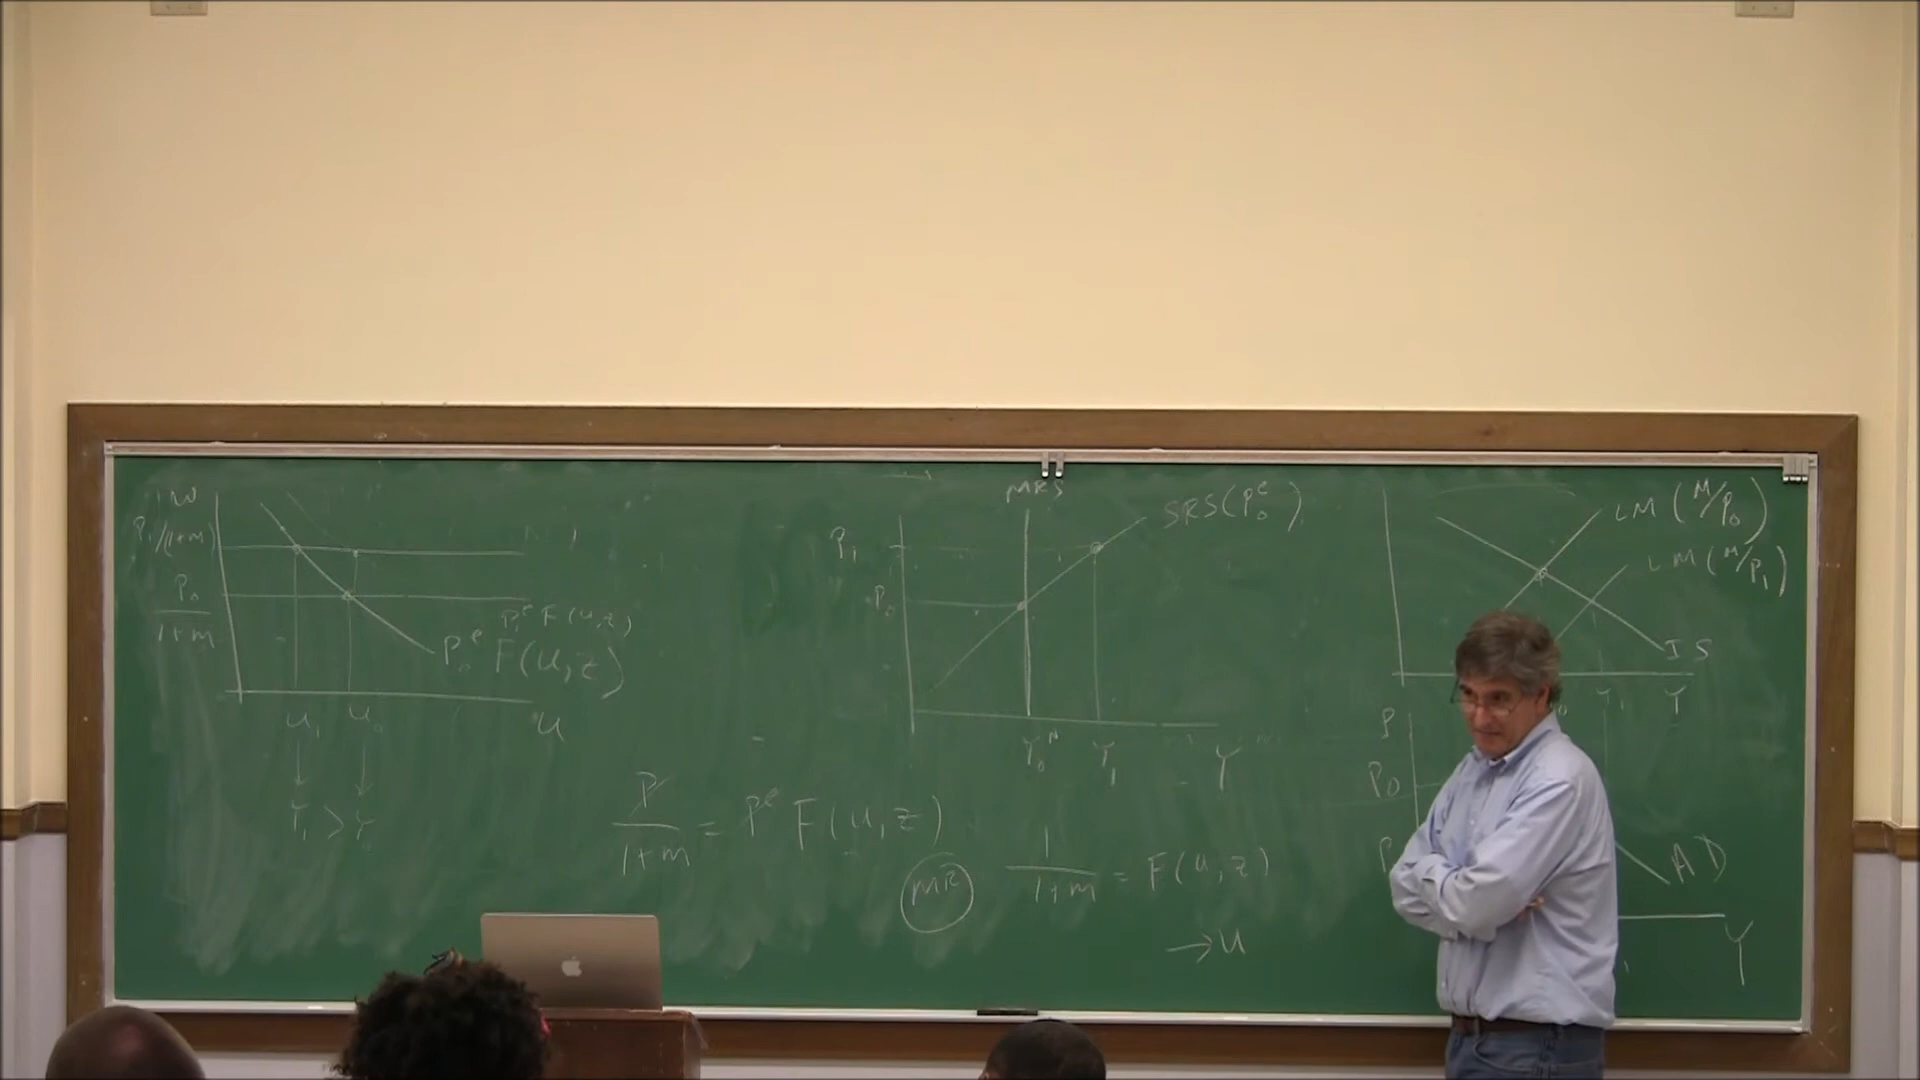 W
P₁/(1+m)
P₀/1+m
P₁ᵉ F(u,z)
P₀ᵉ F(u,z)
u₁ u₀ u
Y₁ > Y₀
P/1+m = Pᵉ F(u,z)
MRS
SRS(P₀ᵉ)
P₁
P₀
Y₀ᴺ Y₁ Y
MR
1/1+m = F(u,z)
→ u
LM (M/P₀)
LM (M/P₁)
IS
Y₁ Y
P
P₀
P
AD
Y